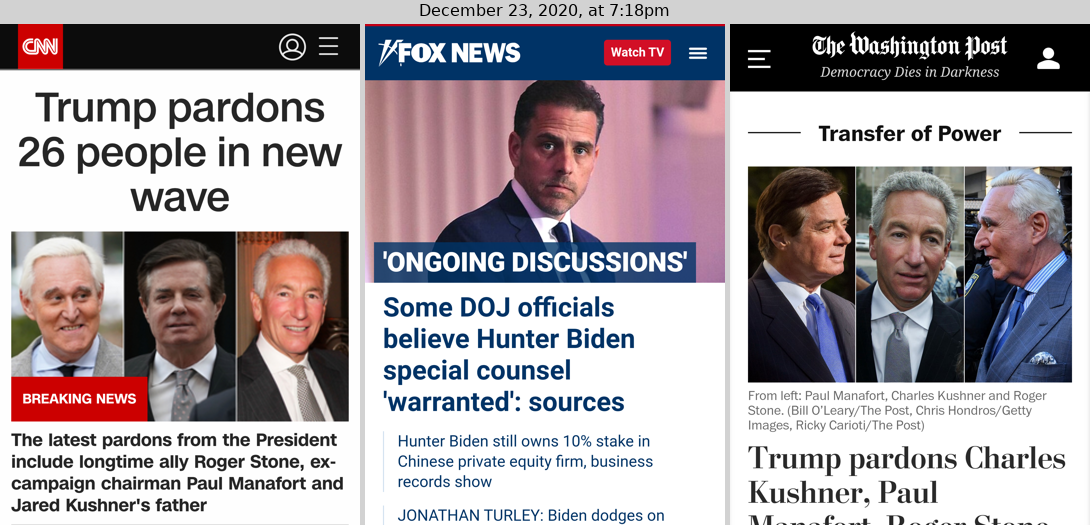 December 23, 2020, at 7:18pm
CNN
Trump pardons
26 people in new
wave
BREAKING NEWS
The latest pardons from the President
include longtime ally Roger Stone, ex-
campaign chairman Paul Manafort and
Jared Kushner's father
FOX NEWS
Watch TV
'ONGOING DISCUSSIONS'
Some DOJ officials
believe Hunter Biden
special counsel
'warranted': sources
Hunter Biden still owns 10% stake in
Chinese private equity firm, business
records show
JONATHAN TURLEY: Biden dodges on
The Washington Post
Democracy Dies in Darkness
Transfer of Power
From left: Paul Manafort, Charles Kushner and Roger
Stone. (Bill O'Leary/The Post, Chris Hondros/Getty
Images, Ricky Carioti/The Post)
Trump pardons Charles
Kushner, Paul
Manafort, Roger Stone